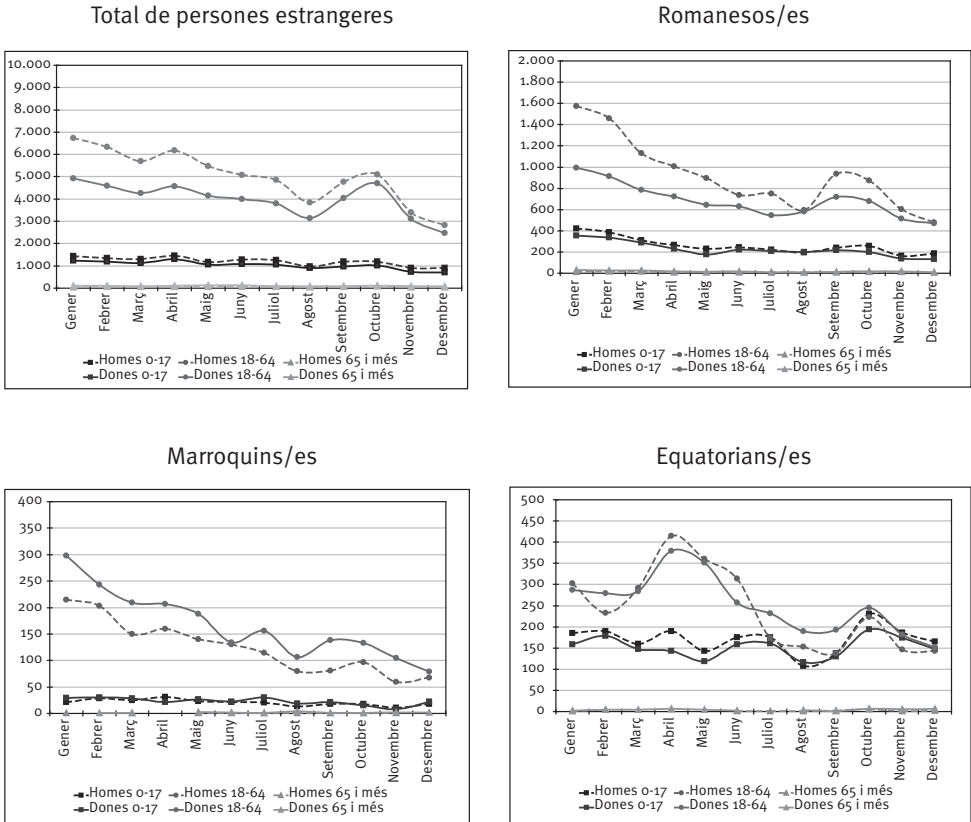 Total de persones estrangeres
10.000
9.000
8.000
7.000
6.000
5.000
4.000
3.000
2.000
1.000
0
Gener
Febrer
Març
Abril
Maig
Juny
Juliol
Agost
Setembre
Octubre
Novembre
Desembre
Homes 0-17 Homes 18-64 Homes 65 i més
Dones 0-17 Dones 18-64 Dones 65 i més
Romanesos/es
2.000
1.800
1.600
1.400
1.200
1.000
800
600
400
200
0
Gener
Febrer
Març
Abril
Maig
Juny
Juliol
Agost
Setembre
Octubre
Novembre
Desembre
Homes 0-17 Homes 18-64 Homes 65 i més
Dones 0-17 Dones 18-64 Dones 65 i més
Marroquins/es
400
350
300
250
200
150
100
50
0
Gener
Febrer
Març
Abril
Maig
Juny
Juliol
Agost
Setembre
Octubre
Novembre
Desembre
Homes 0-17 Homes 18-64 Homes 65 i més
Dones 0-17 Dones 18-64 Dones 65 i més
Equatorians/es
500
450
400
350
300
250
200
150
100
50
0
Gener
Febrer
Març
Abril
Maig
Juny
Juliol
Agost
Setembre
Octubre
Novembre
Desembre
Homes 0-17 Homes 18-64 Homes 65 i més
Dones 0-17 Dones 18-64 Dones 65 i més